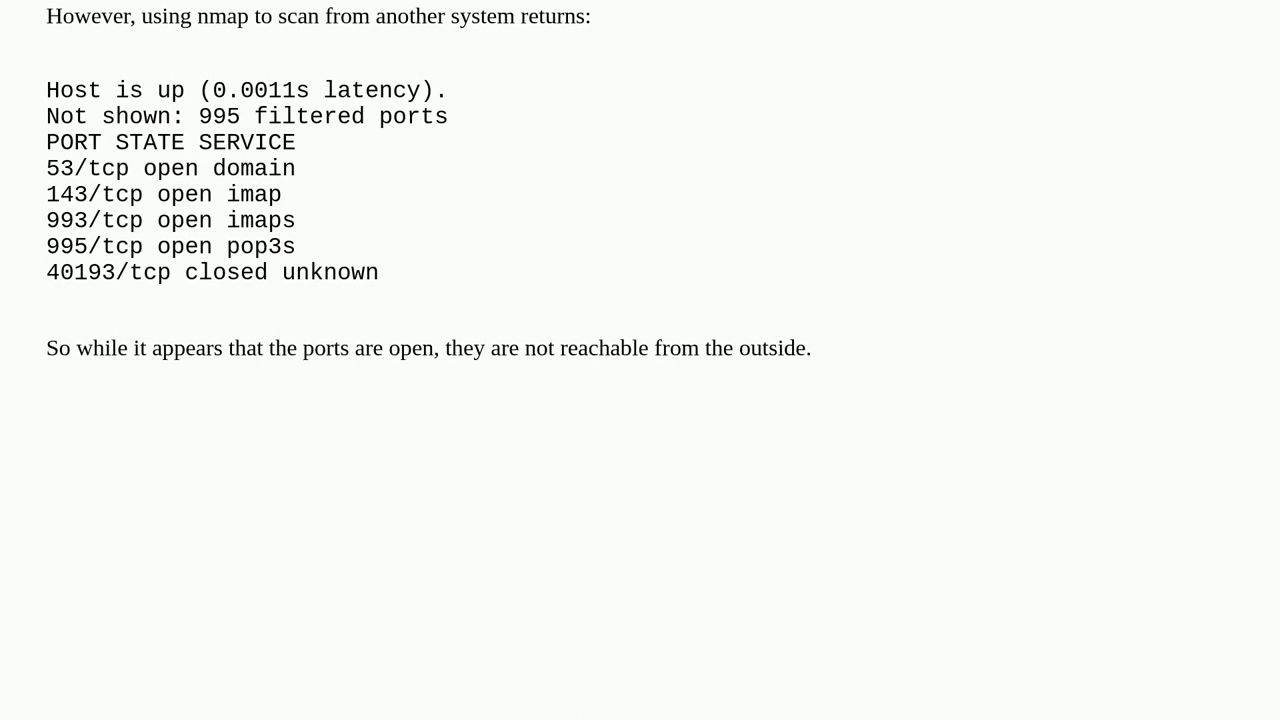 However, using nmap to scan from another system returns:
Host is up (0.0011s latency).
Not shown: 995 filtered ports
PORT STATE SERVICE
53/tcp open domain
143/tcp open imap
993/tcp open imaps
995/tcp open pop3s
40193/tcp closed unknown
So while it appears that the ports are open, they are not reachable from the outside.